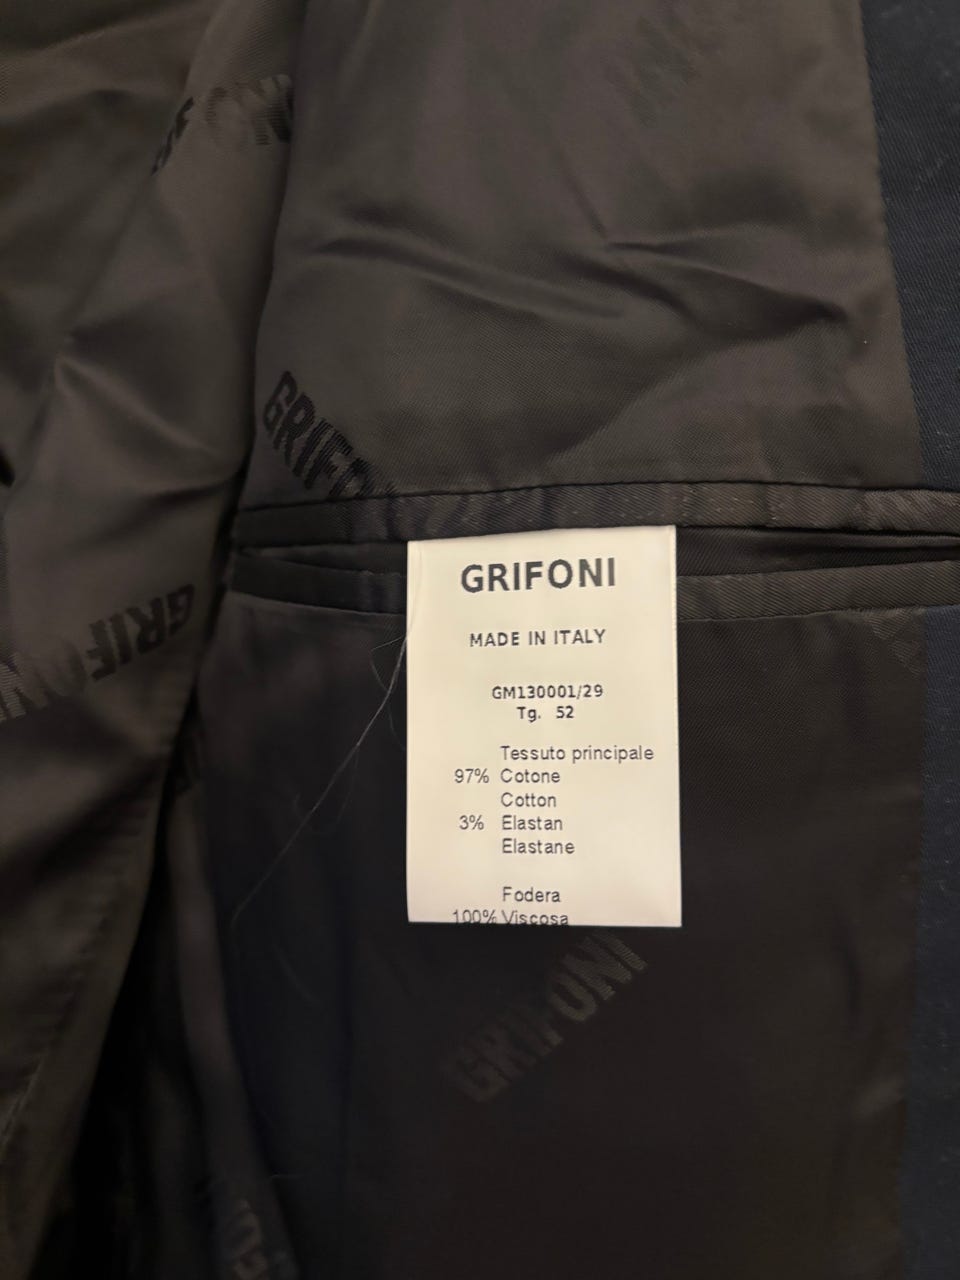 GRIFONI
GRIFONI
GRIFONI
MADE IN ITALY
GM130001/29
Tg. 52
Tessuto principale
97% Cotone
Cotton
3% Elastan
Elastane
Fodera
100% Viscosa
GRIFONI